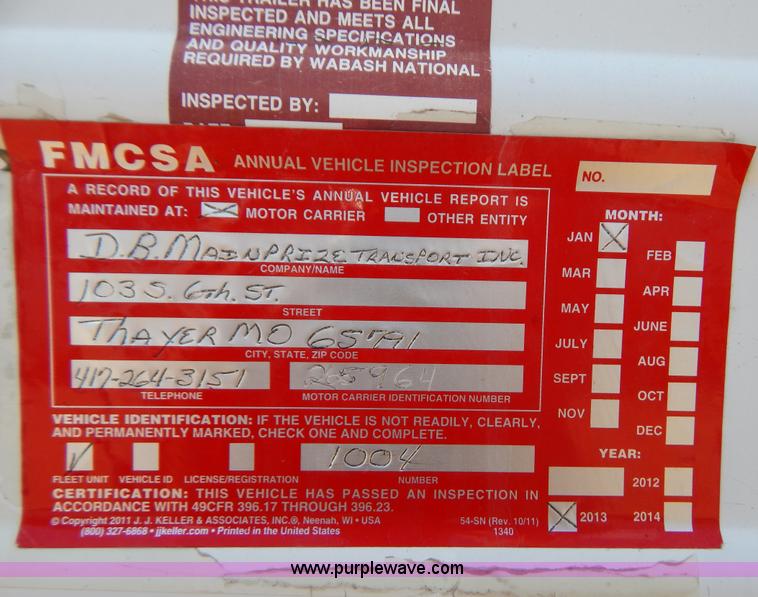 THIS TRAILER HAS BEEN FINAL
INSPECTED AND MEETS ALL
ENGINEERING SPECIFICATIONS
AND QUALITY WORKMANSHIP
REQUIRED BY WABASH NATIONAL
INSPECTED BY:
FMCSA ANNUAL VEHICLE INSPECTION LABEL
NO.
A RECORD OF THIS VEHICLE'S ANNUAL VEHICLE REPORT IS
MAINTAINED AT: X MOTOR CARRIER OTHER ENTITY
D.B. MAINPRIZE TRANSPORT INC.
COMPANY/NAME
103 S. 6th. ST.
STREET
THAYER MO 65791
CITY, STATE, ZIP CODE
417-264-3151 265964
TELEPHONE MOTOR CARRIER IDENTIFICATION NUMBER
MONTH:
JAN X FEB
MAR APR
MAY JUNE
JULY AUG
SEPT OCT
NOV DEC
VEHICLE IDENTIFICATION: IF THE VEHICLE IS NOT READILY, CLEARLY,
AND PERMANENTLY MARKED, CHECK ONE AND COMPLETE.
1004
FLEET UNIT VEHICLE ID LICENSE/REGISTRATION NUMBER
YEAR:
2012
X 2013 2014
CERTIFICATION: THIS VEHICLE HAS PASSED AN INSPECTION IN
ACCORDANCE WITH 49CFR 396.17 THROUGH 396.23.
© Copyright 2011 J. J. KELLER & ASSOCIATES, INC.®, Neenah, WI • USA
(800) 327-6868 • jjkeller.com • Printed in the United States
54-SN (Rev. 10/11)
1340
www.purplewave.com